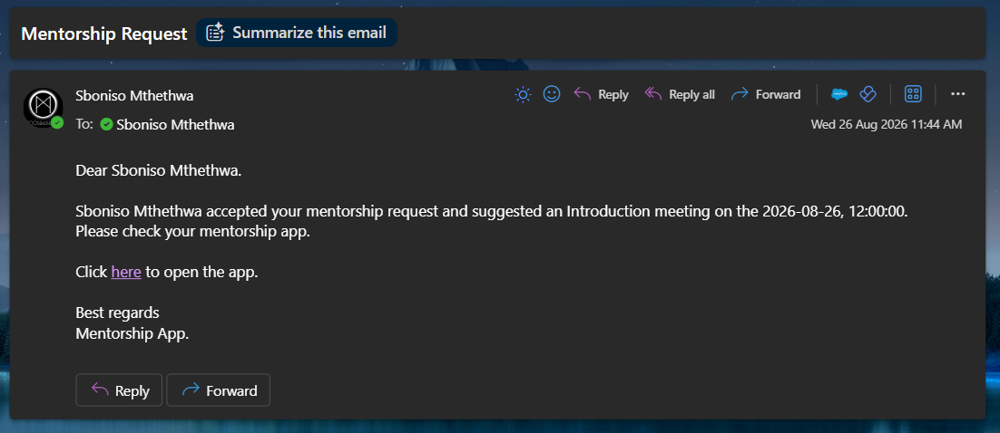 Mentorship Request
Summarize this email
Sboniso Mthethwa
Reply
Reply all
Forward
To: Sboniso Mthethwa
Wed 26 Aug 2026 11:44 AM
Dear Sboniso Mthethwa.
Sboniso Mthethwa accepted your mentorship request and suggested an Introduction meeting on the 2026-08-26, 12:00:00.
Please check your mentorship app.
Click here to open the app.
Best regards
Mentorship App.
Reply
Forward